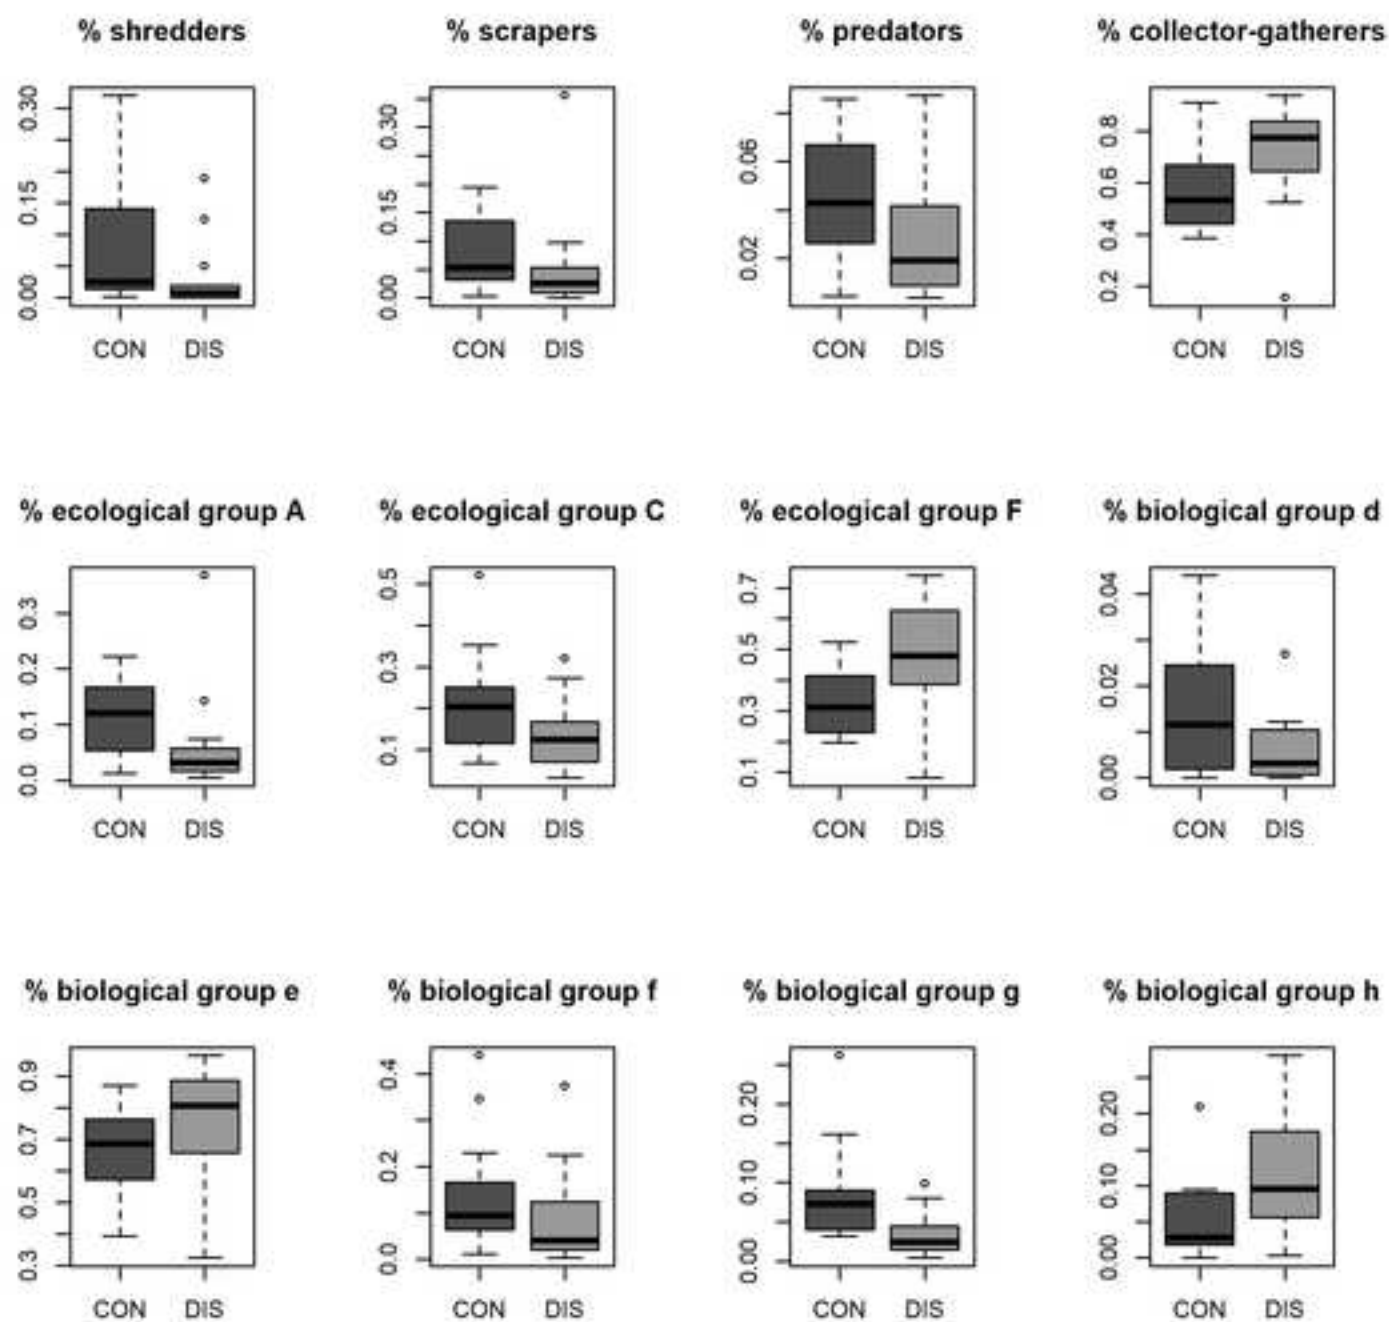 % shredders % scrapers % predators % collector-gatherers
0.30 0.15 0.00 0.30 0.15 0.00 0.06 0.02 0.8 0.6 0.4 0.2
CON DIS CON DIS CON DIS CON DIS
% ecological group A % ecological group C % ecological group F % biological group d
0.3 0.2 0.1 0.0 0.5 0.3 0.1 0.7 0.5 0.3 0.1 0.04 0.02 0.00
CON DIS CON DIS CON DIS CON DIS
% biological group e % biological group f % biological group g % biological group h
0.9 0.7 0.5 0.3 0.4 0.2 0.0 0.20 0.10 0.00 0.20 0.10 0.00
CON DIS CON DIS CON DIS CON DIS